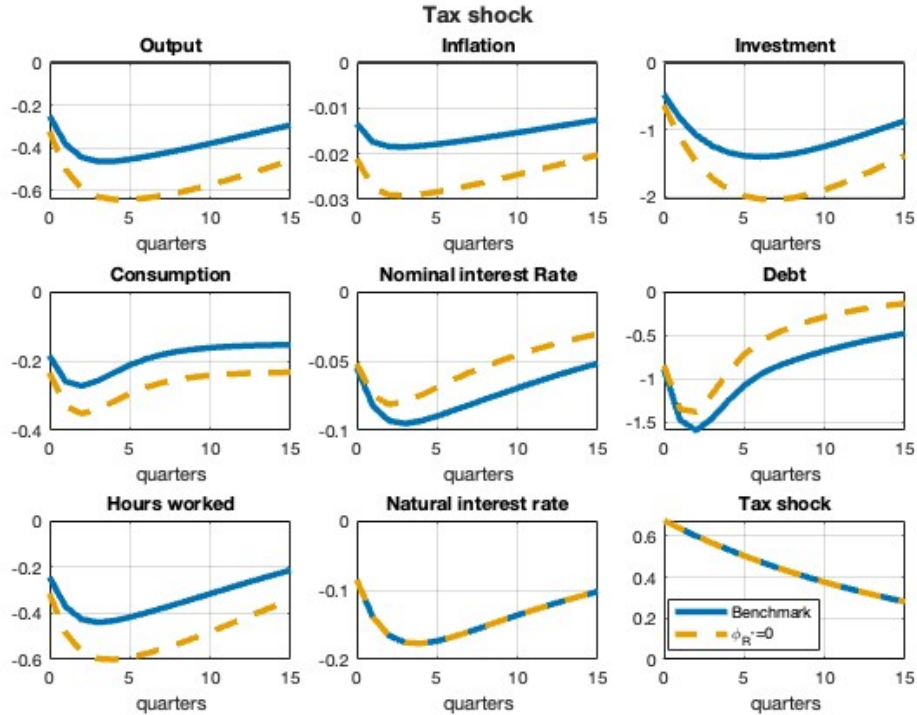 Tax shock
Output Inflation Investment
0 0 0
-0.2 -0.01 -1
-0.4 -0.02 -2
-0.6 -0.03
0 5 10 15 0 5 10 15 0 5 10 15
quarters quarters quarters
Consumption Nominal interest Rate Debt
0 0 0
-0.2 -0.05 -0.5
-0.4 -0.1 -1
-1.5
0 5 10 15 0 5 10 15 0 5 10 15
quarters quarters quarters
Hours worked Natural interest rate Tax shock
0 0 0.6
-0.2 -0.1 0.4
-0.4 -0.2 0.2
-0.6 0
Benchmark
ϕ_R*=0
0 5 10 15 0 5 10 15 0 5 10 15
quarters quarters quarters